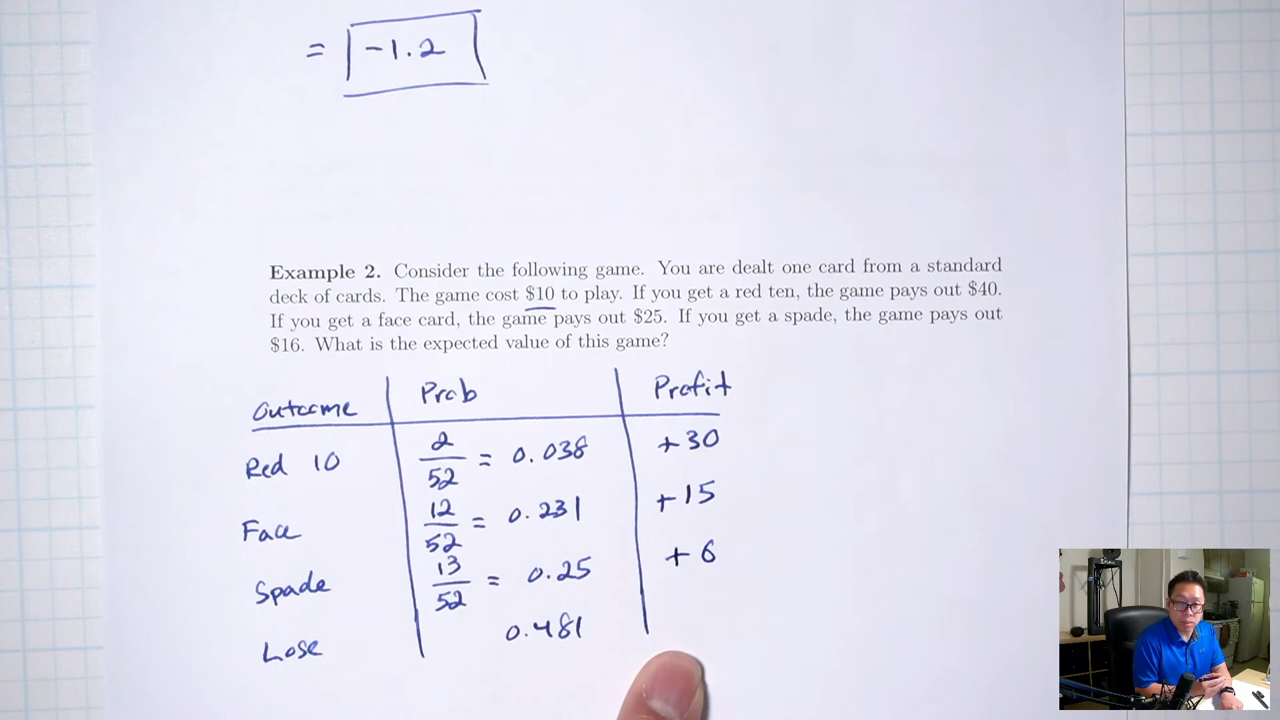 = -1.2
Example 2. Consider the following game. You are dealt one card from a standard
deck of cards. The game cost $10 to play. If you get a red ten, the game pays out $40.
If you get a face card, the game pays out $25. If you get a spade, the game pays out
$16. What is the expected value of this game?
Outcome Prob Profit
Red 10 2/52 = 0.038 +30
Face 12/52 = 0.231 +15
Spade 13/52 = 0.25 +6
Lose 0.481